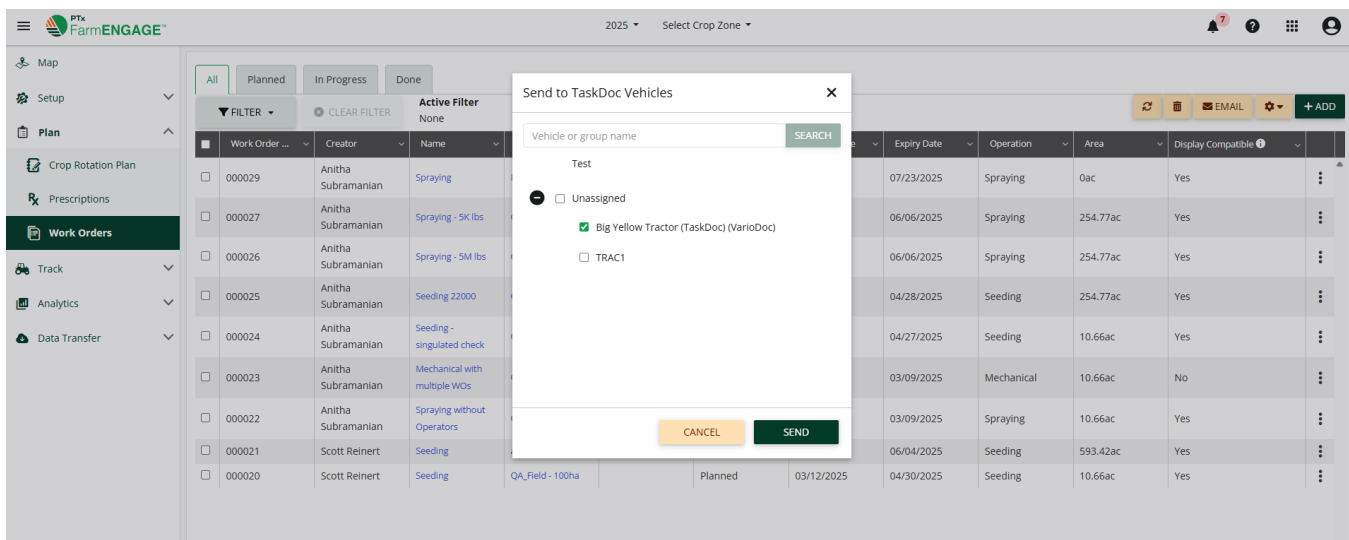 PTx
FarmENGAGE™
2025
Select Crop Zone
7
Map
Setup
Plan
Crop Rotation Plan
Prescriptions
Work Orders
Track
Analytics
Data Transfer
All
Planned
In Progress
Done
FILTER
CLEAR FILTER
Active Filter
None
EMAIL
+ ADD
Work Order ...
Creator
Name
Expiry Date
Operation
Area
Display Compatible
000029
Anitha
Subramanian
Spraying
07/23/2025
Spraying
0ac
Yes
000027
Anitha
Subramanian
Spraying - 5K lbs
06/06/2025
Spraying
254.77ac
Yes
000026
Anitha
Subramanian
Spraying - 5M lbs
06/06/2025
Spraying
254.77ac
Yes
000025
Anitha
Subramanian
Seeding 22000
04/28/2025
Seeding
254.77ac
Yes
000024
Anitha
Subramanian
Seeding -
singulated check
04/27/2025
Seeding
10.66ac
Yes
000023
Anitha
Subramanian
Mechanical with
multiple WOs
03/09/2025
Mechanical
10.66ac
No
000022
Anitha
Subramanian
Spraying without
Operators
03/09/2025
Spraying
10.66ac
Yes
000021
Scott Reinert
Seeding
06/04/2025
Seeding
593.42ac
Yes
000020
Scott Reinert
Seeding
QA_Field - 100ha
Planned
03/12/2025
04/30/2025
Seeding
10.66ac
Yes
Send to TaskDoc Vehicles
Vehicle or group name
SEARCH
Test
Unassigned
Big Yellow Tractor (TaskDoc) (VarioDoc)
TRAC1
CANCEL
SEND